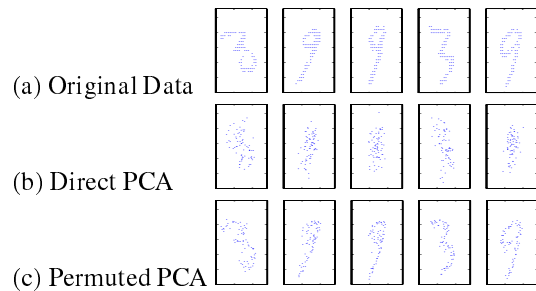 (a) Original Data
(b) Direct PCA
(c) Permuted PCA